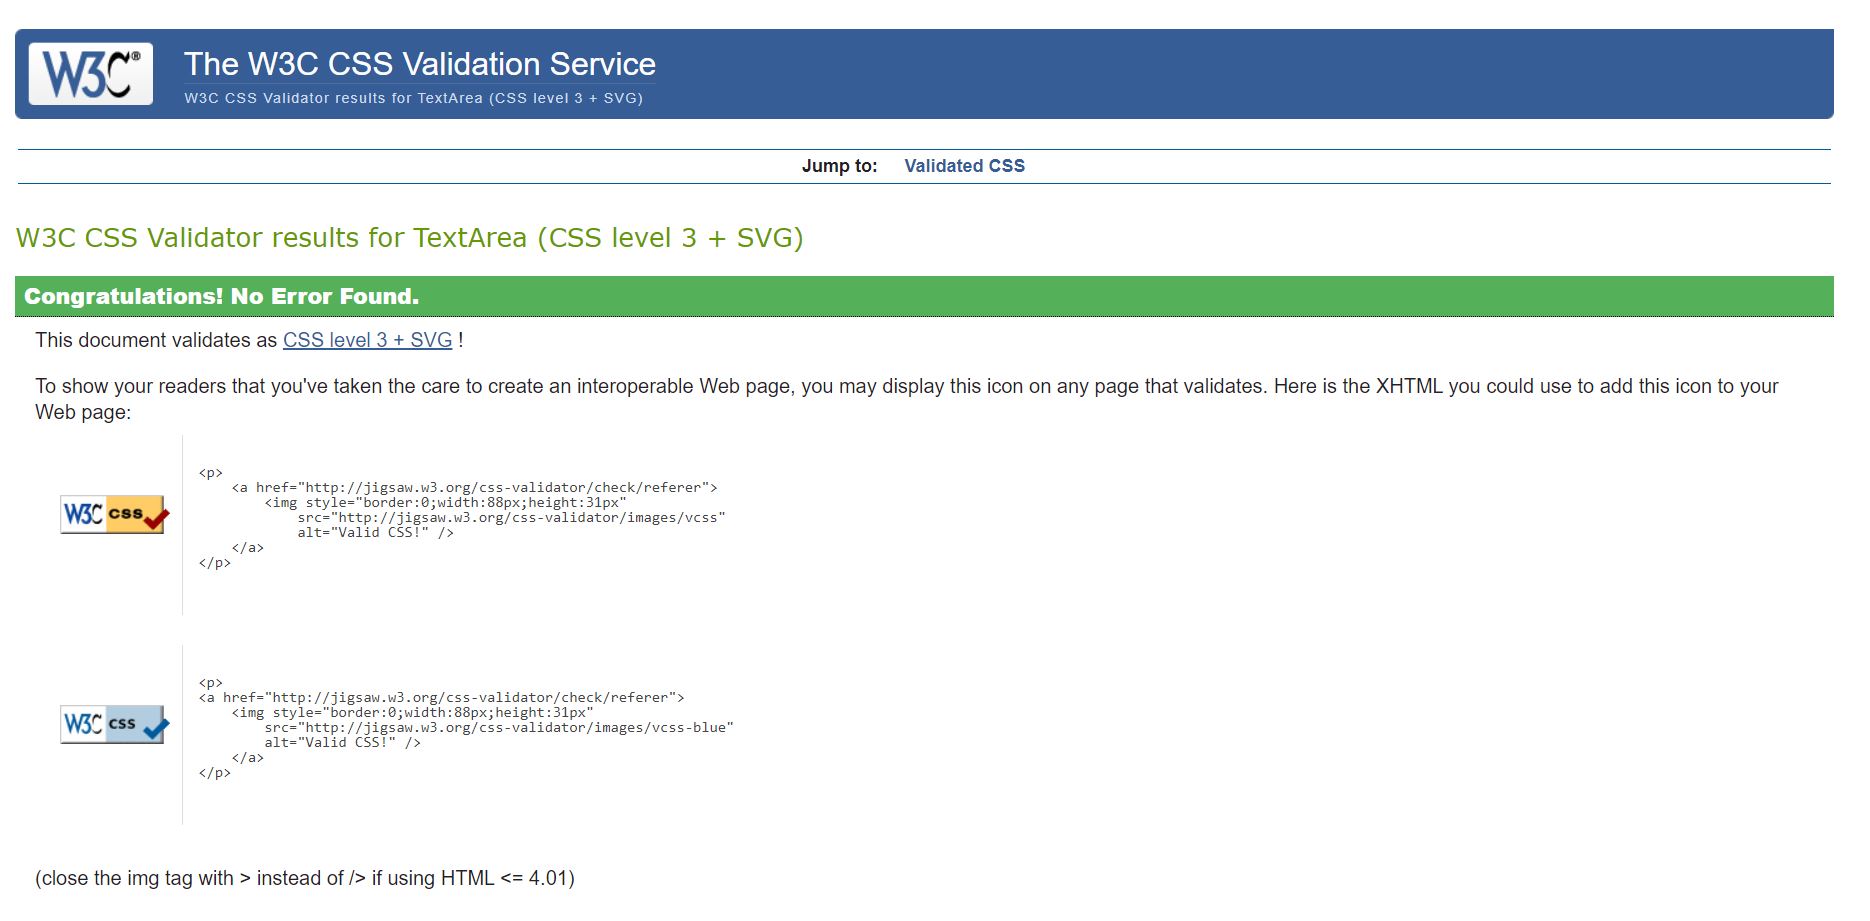 W3C®
The W3C CSS Validation Service
W3C CSS Validator results for TextArea (CSS level 3 + SVG)
Jump to: Validated CSS
W3C CSS Validator results for TextArea (CSS level 3 + SVG)
Congratulations! No Error Found.
This document validates as CSS level 3 + SVG !
To show your readers that you've taken the care to create an interoperable Web page, you may display this icon on any page that validates. Here is the XHTML you could use to add this icon to your
Web page:
<p>
    <a href="http://jigsaw.w3.org/css-validator/check/referer">
        <img style="border:0;width:88px;height:31px"
            src="http://jigsaw.w3.org/css-validator/images/vcss"
W3C css
            alt="Valid CSS!" />
    </a>
</p>
<p>
<a href="http://jigsaw.w3.org/css-validator/check/referer">
    <img style="border:0;width:88px;height:31px"
W3C css
        src="http://jigsaw.w3.org/css-validator/images/vcss-blue"
        alt="Valid CSS!" />
    </a>
</p>
(close the img tag with > instead of /> if using HTML <= 4.01)